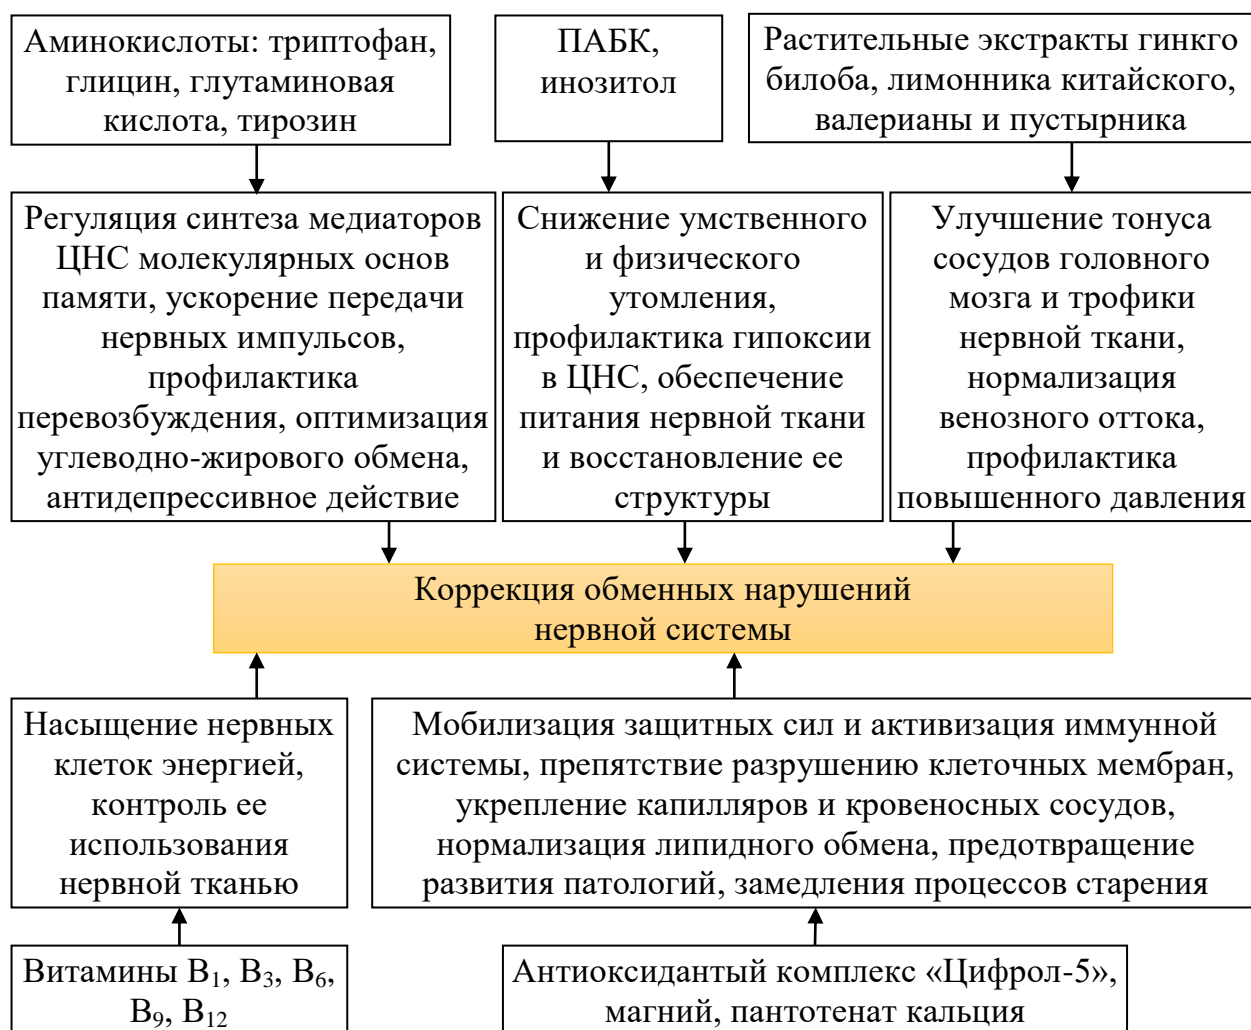 Аминокислоты: триптофан,
глицин, глутаминовая
кислота, тирозин
ПАБК,
инозитол
Растительные экстракты гинкго
билоба, лимонника китайского,
валерианы и пустырника
Регуляция синтеза медиаторов
ЦНС молекулярных основ
памяти, ускорение передачи
нервных импульсов,
профилактика
перевозбуждения, оптимизация
углеводно-жирового обмена,
антидепрессивное действие
Снижение умственного
и физического
утомления,
профилактика гипоксии
в ЦНС, обеспечение
питания нервной ткани
и восстановление ее
структуры
Улучшение тонуса
сосудов головного
мозга и трофики
нервной ткани,
нормализация
венозного оттока,
профилактика
повышенного давления
Коррекция обменных нарушений
нервной системы
Насыщение нервных
клеток энергией,
контроль ее
использования
нервной тканью
Мобилизация защитных сил и активизация иммунной
системы, препятствие разрушению клеточных мембран,
укрепление капилляров и кровеносных сосудов,
нормализация липидного обмена, предотвращение
развития патологий, замедления процессов старения
Витамины В₁, В₃, В₆,
В₉, В₁₂
Антиоксидантый комплекс «Цифрол-5»,
магний, пантотенат кальция